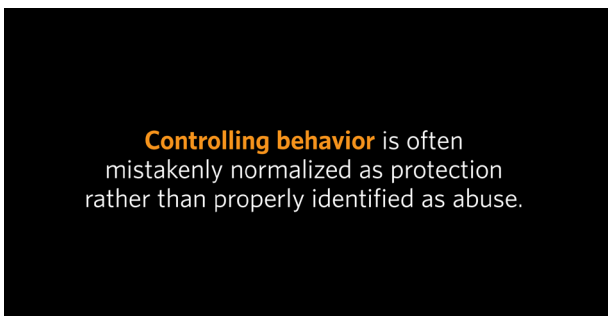 Controlling behavior is often
mistakenly normalized as protection
rather than properly identified as abuse.